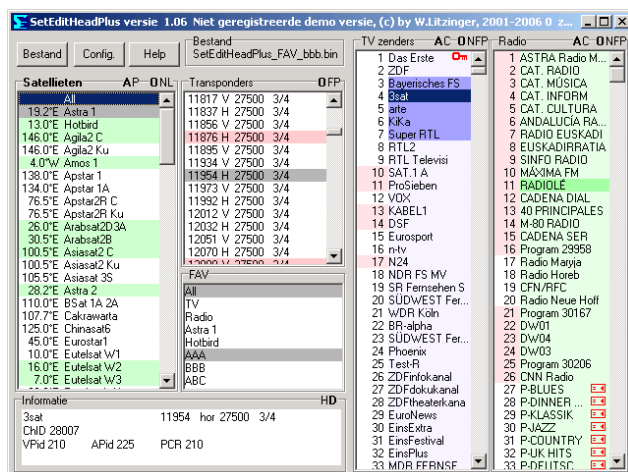 SetEditHeadPlus versie 1.06 Niet geregistreerde demo versie, (c) by W.Litzinger, 2001-2006 0 z...
Bestand
Config.
Help
Bestand
SetEditHeadPlus_FAV_bbb.bin
Satellieten AP ONL
All
19.2°E Astra 1
13.0°E Hotbird
146.0°E Agila2 C
146.0°E Agila2 Ku
4.0°W Amos 1
138.0°E Apstar 1
134.0°E Apstar 1A
76.5°E Apstar2R C
76.5°E Apstar2R Ku
26.0°E Arabsat2D3A
30.5°E Arabsat2B
100.5°E Asiasat2 C
100.5°E Asiasat2 Ku
105.5°E Asiasat 3S
28.2°E Astra 2
110.0°E BSat 1A 2A
107.7°E Cakrawarta
125.0°E Chinasat6
45.0°E Eurostar1
10.0°E Eutelsat W1
16.0°E Eutelsat W2
7.0°E Eutelsat W3
Transponders OFP
11817 V 27500 3/4
11837 H 27500 3/4
11856 V 27500 3/4
11876 H 27500 3/4
11895 V 27500 3/4
11934 V 27500 3/4
11954 H 27500 3/4
11973 V 27500 3/4
11992 H 27500 3/4
12012 V 27500 3/4
12032 H 27500 3/4
12051 V 27500 3/4
12070 H 27500 3/4
12090 V 27500 3/4
FAV
All
TV
Radio
Astra 1
Hotbird
AAA
BBB
ABC
Informatie HD
3sat 11954 hor 27500 3/4
ChID 28007
VPid 210 APid 225 PCR 210
TV zenders AC ONFP
1 Das Erste
2 ZDF
3 Bayerisches FS
4 3sat
5 arte
6 KiKa
7 Super RTL
8 RTL2
9 RTL Televisi
10 SAT.1 A
11 ProSieben
12 VOX
13 KABEL1
14 DSF
15 Eurosport
16 n-tv
17 N24
18 NDR FS MV
19 SR Fernsehen S
20 SÜDWEST Fer...
21 WDR Köln
22 BR-alpha
23 SÜDWEST Fer...
24 Phoenix
25 Test-R
26 ZDFinfokanal
27 ZDFdokukanal
28 ZDFtheaterkana
29 EuroNews
30 EinsExtra
31 EinsFestival
32 EinsPlus
33 MDR FERNSE
Radio AC ONFP
1 ASTRA Radio M...
2 CAT. RADIO
3 CAT. MÚSICA
4 CAT. INFORM
5 CAT. CULTURA
6 ANDALUCÍA RA...
7 RADIO EUSKADI
8 EUSKADIRRATIA
9 SINFO RADIO
10 MÁXIMA FM
11 RADIOLÉ
12 CADENA DIAL
13 40 PRINCIPALES
14 M-80 RADIO
15 CADENA SER
16 Program 29958
17 Radio Maryja
18 Radio Horeb
19 CFN/RFC
20 Radio Neue Hoff
21 Program 30167
22 DW01
23 DW04
24 DW03
25 Program 30206
26 CNN Radio
27 P-BLUES
28 P-DINNER ...
29 P-KLASSIK
30 P-JAZZ
31 P-COUNTRY
32 P-UK HITS
33 P-DEUTSC